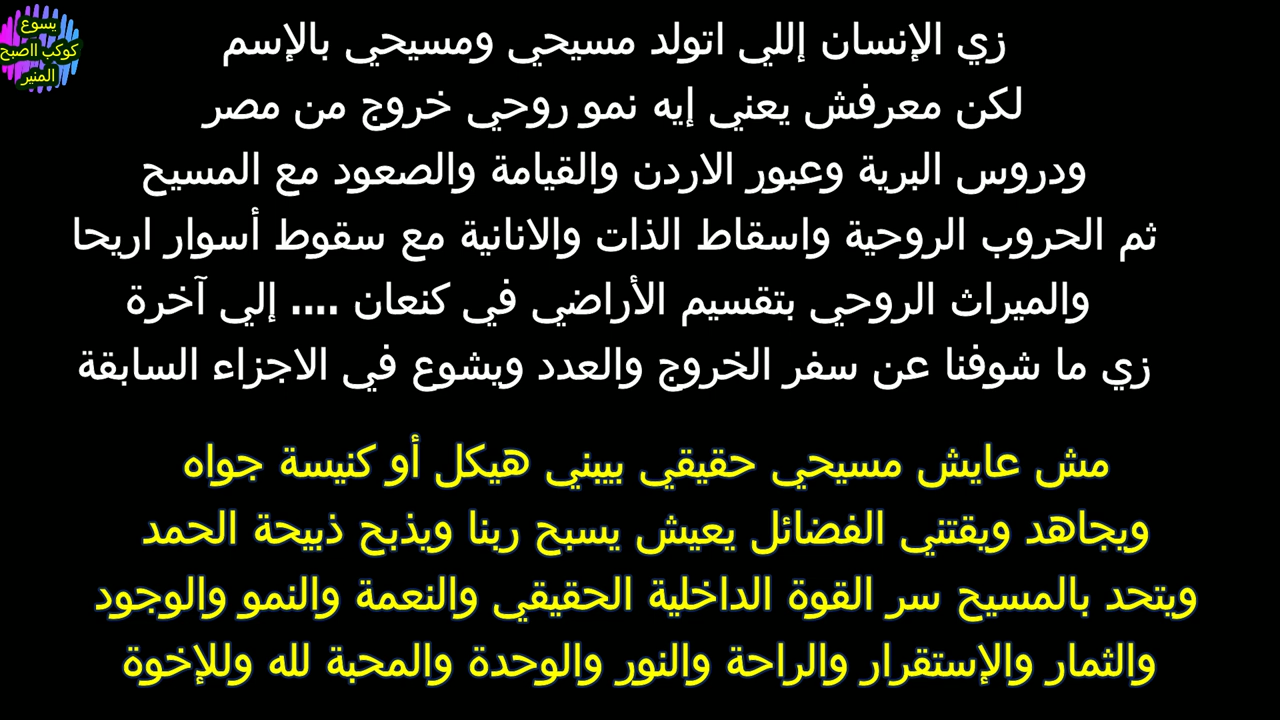 يسوع
كوكب الصبح
المنير
زي الإنسان إللي اتولد مسيحي ومسيحي بالإسم
لكن معرفش يعني إيه نمو روحي خروج من مصر
ودروس البرية وعبور الاردن والقيامة والصعود مع المسيح
ثم الحروب الروحية واسقاط الذات والانانية مع سقوط أسوار اريحا
والميراث الروحي بتقسيم الأراضي في كنعان .... إلي آخرة
زي ما شوفنا عن سفر الخروج والعدد ويشوع في الاجزاء السابقة
مش عايش مسيحي حقيقي بيبني هيكل أو كنيسة جواه
ويجاهد ويقتني الفضائل يعيش يسبح ربنا ويذبح ذبيحة الحمد
ويتحد بالمسيح سر القوة الداخلية الحقيقي والنعمة والنمو والوجود
والثمار والإستقرار والراحة والنور والوحدة والمحبة لله وللإخوة